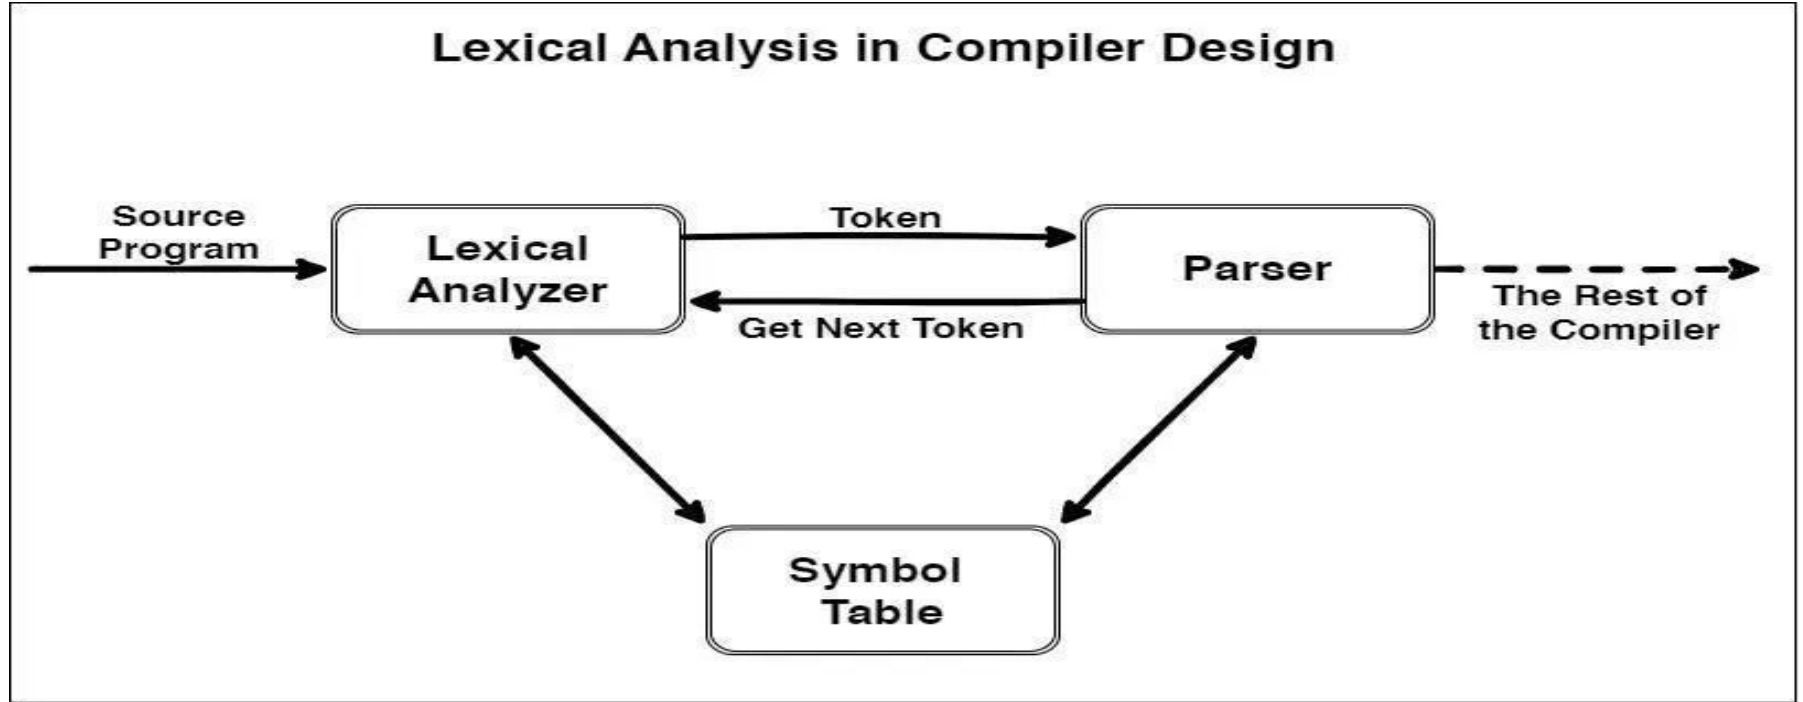 Lexical Analysis in Compiler Design
Source
Program
Lexical
Analyzer
Token
Get Next Token
Parser
The Rest of
the Compiler
Symbol
Table